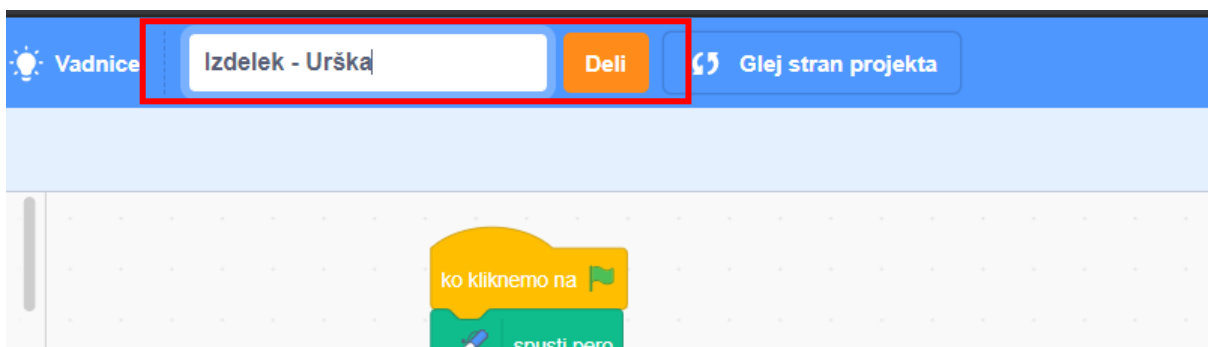 Vadnice
Izdelek - Urška
Deli
Glej stran projekta
ko kliknemo na
spusti pero